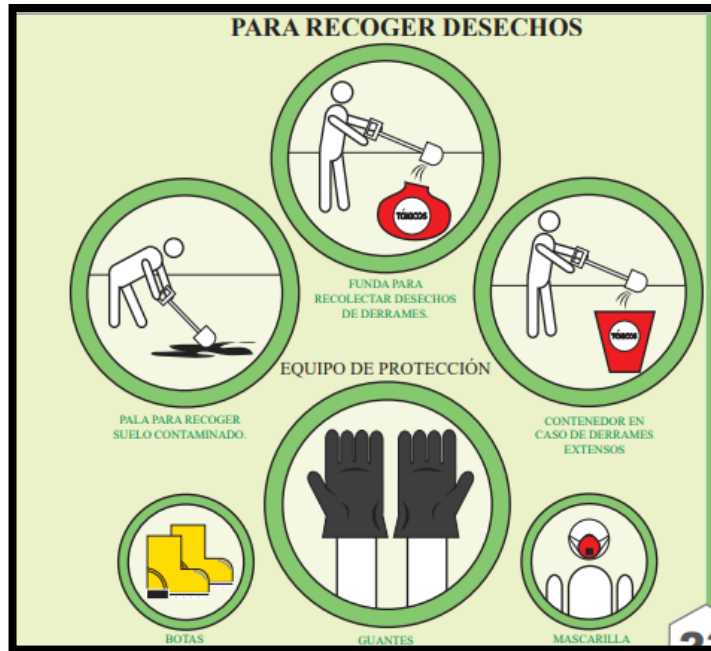 PARA RECOGER DESECHOS
TÓXICOS
FUNDA PARA
RECOLECTAR DESECHOS
DE DERRAMES.
TÓXICOS
EQUIPO DE PROTECCIÓN
PALA PARA RECOGER
SUELO CONTAMINADO.
CONTENEDOR EN
CASO DE DERRAMES
EXTENSOS
BOTAS
GUANTES
MASCARILLA